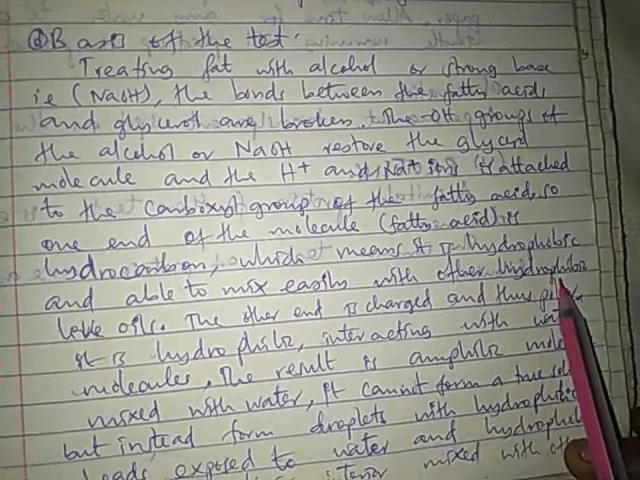 Basis of the test.
Treating fat with alcohol or strong base
ie (NaOH), the bonds between the fatty acids
and glycerol are broken. The -OH groups of
the alcohol or NaOH restore the glycerol
molecule and the H+ and Na+ ions is attached
to the carboxyl group of the fatty acid. so
one end of the molecule (fatty acid) is
hydrocarbon, which means it is hydrophobic
and able to mix easily with other hydrophobic
like oils. The other end is charged and thus
it is hydrophilic, interacting with
molecules, The result is amphilic
mixed with water, it cannot form a true
but instead form droplets with
exposed to water and
interior mixed with